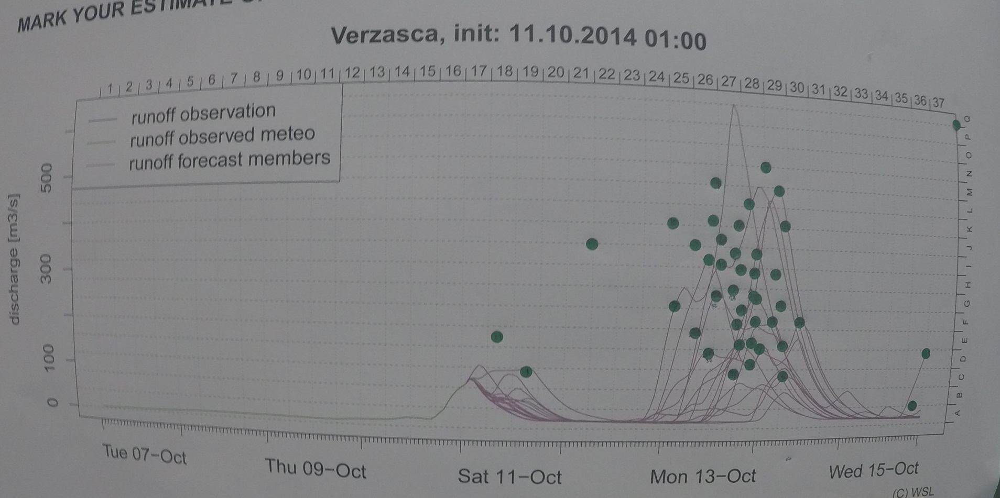 MARK YOUR ESTIMATE
Verzasca, init: 11.10.2014 01:00
| 1 | 2 | 3 | 4 | 5 | 6 | 7 | 8 | 9 | 10 | 11 | 12 | 13 | 14 | 15 | 16 | 17 | 18 | 19 | 20 | 21 | 22 | 23 | 24 | 25 | 26 | 27 | 28 | 29 | 30 | 31 | 32 | 33 | 34 | 35 | 36 | 37
runoff observation
runoff observed meteo
runoff forecast members
discharge [m3/s]
500
300
100
0
Q
P
O
N
M
L
K
J
I
H
G
F
E
D
C
B
A
Tue 07-Oct
Thu 09-Oct
Sat 11-Oct
Mon 13-Oct
Wed 15-Oct
(C) WSL